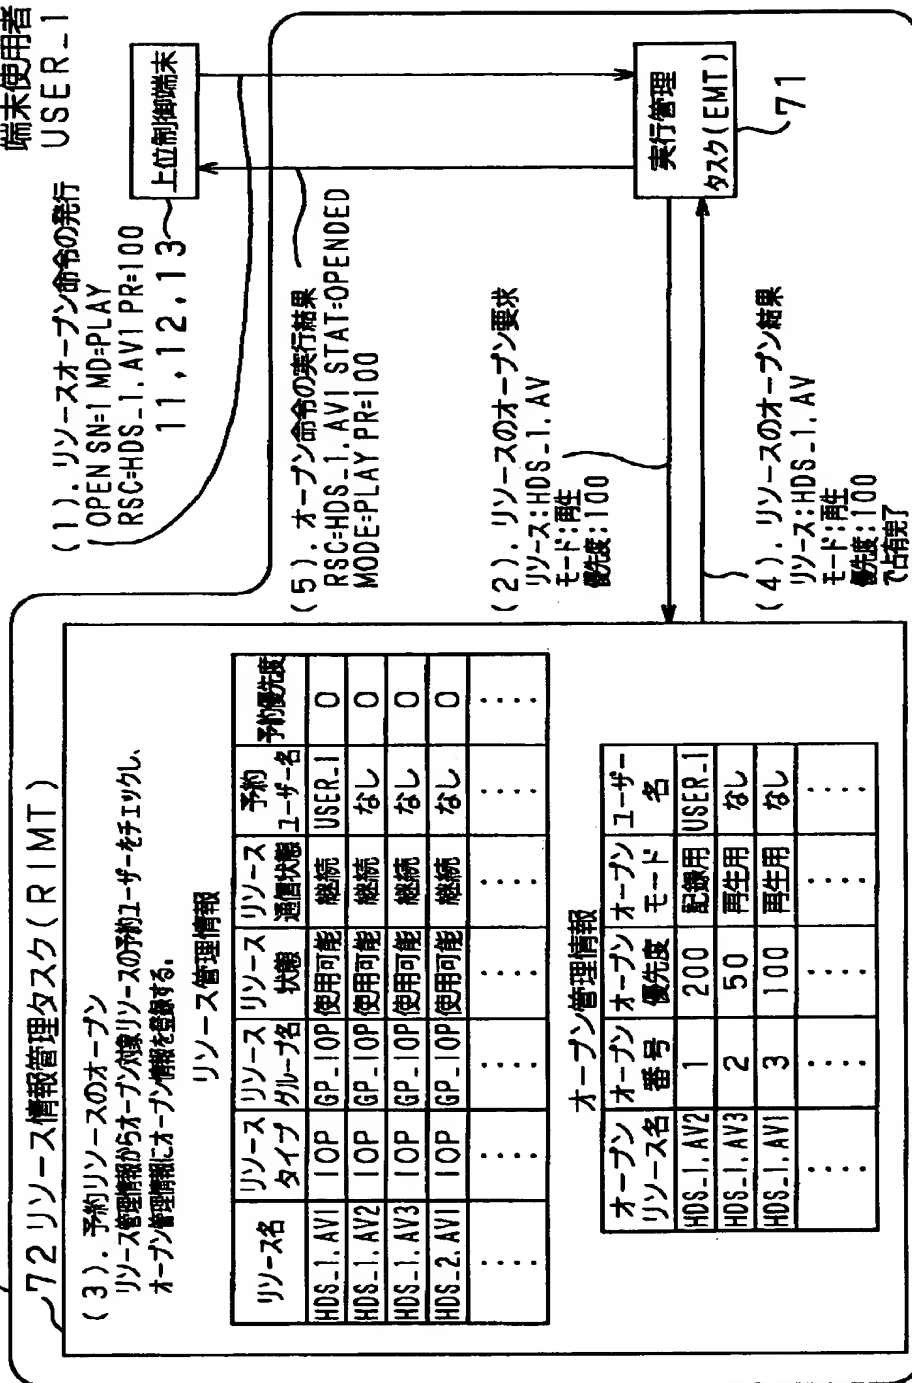 端末使用者
USER_1
(1). リソースオープン命令の発行
OPEN SN=1 MD=PLAY
RSC=HDS_1. AV1 PR=100
11, 12, 13
上位制御端末
(5). オープン命令の実行結果
RSC=HDS_1. AV1 STAT=OPENDED
MODE=PLAY PR=100
(2). リソースのオープン要求
リソース:HDS_1. AV
モード:再生
優先度:100
実行管理
タスク(EMT)
71
(4). リソースのオープン結果
リソース:HDS_1. AV
モード:再生
優先度:100
で占有完了
72 リソース情報管理タスク(RIMT)
(3). 予約リソースのオープン
リソース管理情報からオープン対象リソースの予約ユーザーをチェックし、
オープン管理情報にオープン情報を登録する。
リソース管理情報
リソース名 リソースタイプ リソースグループ名 リソース状態 リソース通信状態 予約ユーザー名 予約優先度
HDS_1. AV1 IOP GP_IOP 使用可能 継続 USER_1 0
HDS_1. AV2 IOP GP_IOP 使用可能 継続 なし 0
HDS_1. AV3 IOP GP_IOP 使用可能 継続 なし 0
HDS_2. AV1 IOP GP_IOP 使用可能 継続 なし 0
:::: :::: :::: :::: :::: :::: ::::
オープン管理情報
オープンリソース名 オープン番号 オープン優先度 オープンモード ユーザー名
HDS_1. AV2 1 200 記録用 USER_1
HDS_1. AV3 2 50 再生用 なし
HDS_1. AV1 3 100 再生用 なし
:::: :::: :::: :::: ::::